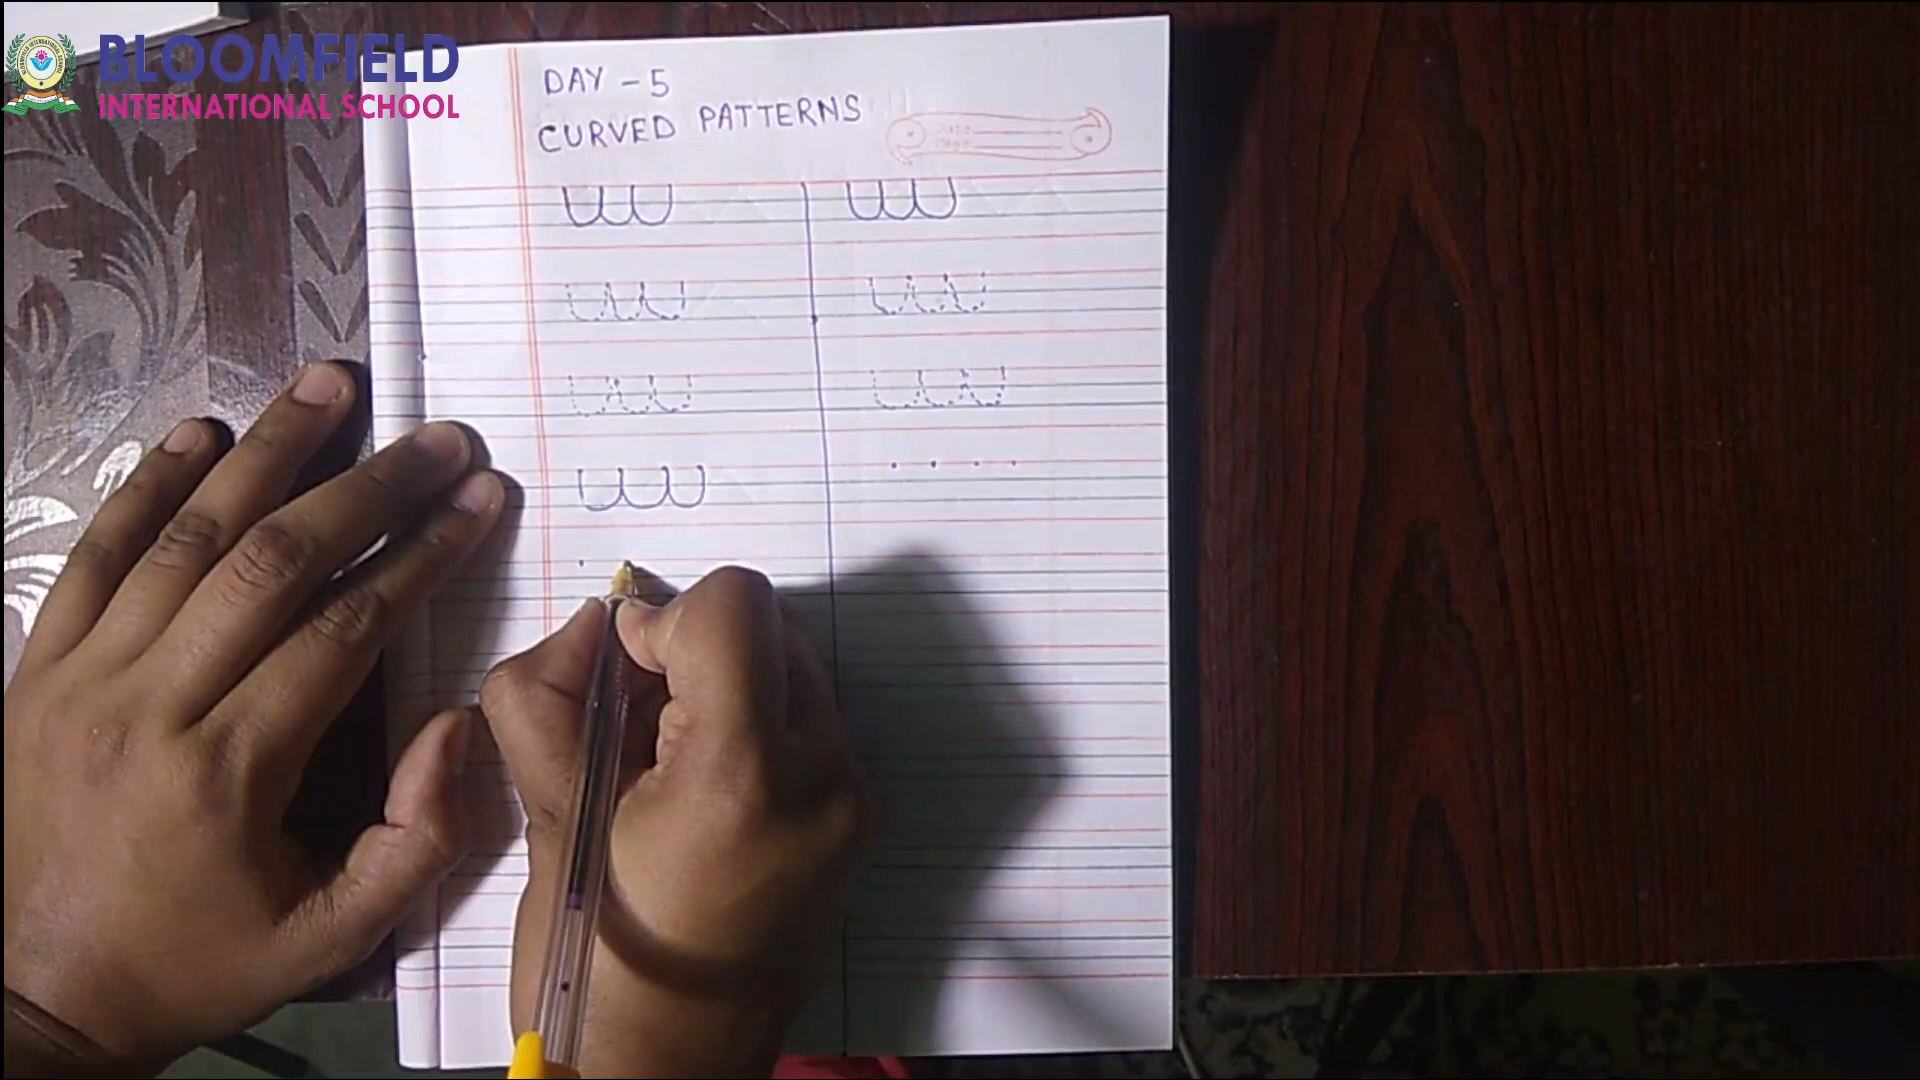 BLOOMFIELD
INTERNATIONAL SCHOOL
DAY - 5
CURVED PATTERNS